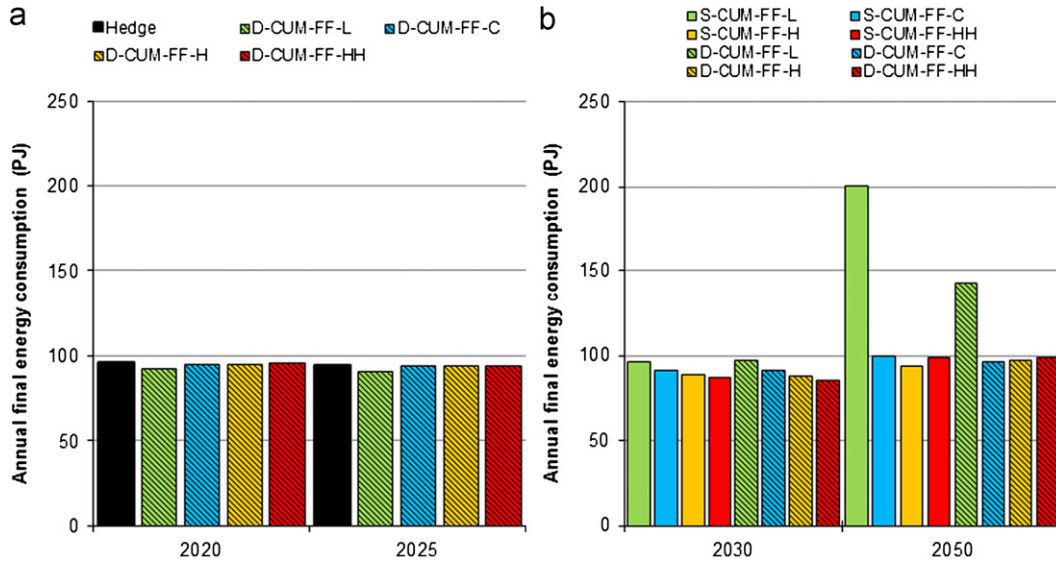 a
Hedge D-CUM-FF-L D-CUM-FF-C
D-CUM-FF-H D-CUM-FF-HH
Annual final energy consumption (PJ)
250
200
150
100
50
0
2020 2025
b
S-CUM-FF-L S-CUM-FF-C
S-CUM-FF-H S-CUM-FF-HH
D-CUM-FF-L D-CUM-FF-C
D-CUM-FF-H D-CUM-FF-HH
Annual final energy consumption (PJ)
250
200
150
100
50
0
2030 2050